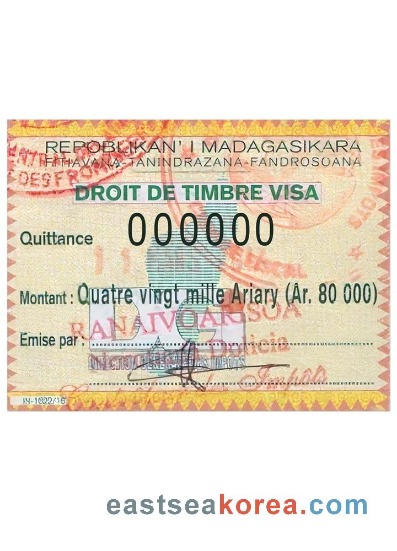 REPOBLIKAN' I MADAGASIKARA
FITIAVANA-TANINDRAZANA-FANDROSOANA
DROIT DE TIMBRE VISA
Quittance 000000
Montant : Quatre vingt mille Ariary (Ar. 80 000)
RANAIVOARISOA
Emise par :
IN-1622/16
eastseakorea.com